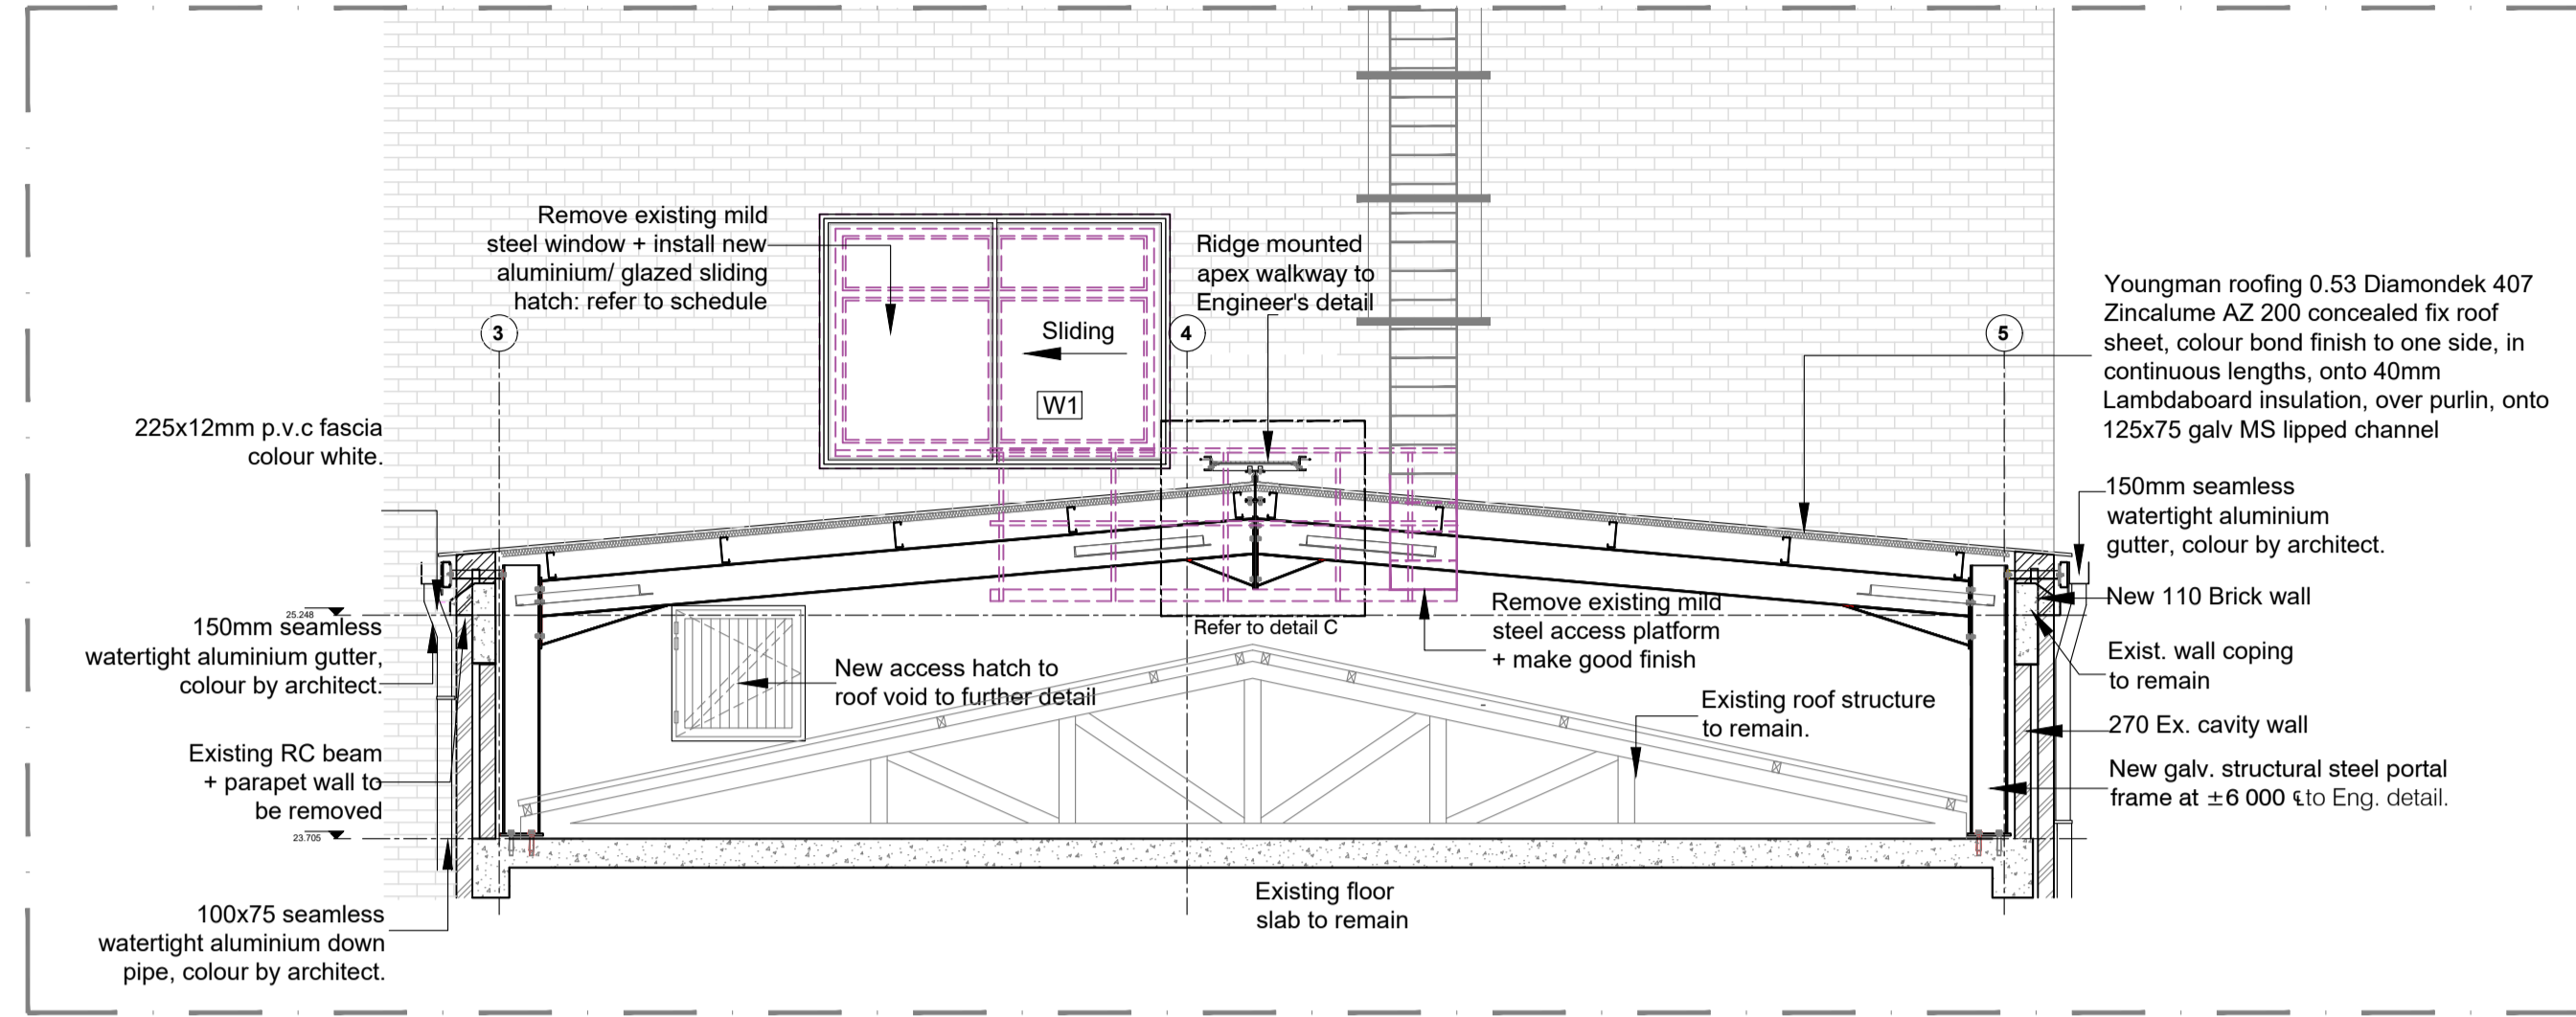 Remove existing mild
steel window + install new
aluminium/ glazed sliding
hatch: refer to schedule
Ridge mounted
apex walkway to
Engineer's detail
Sliding
W1
3
4
5
Youngman roofing 0.53 Diamondek 407
Zincalume AZ 200 concealed fix roof
sheet, colour bond finish to one side, in
continuous lengths, onto 40mm
Lambdaboard insulation, over purlin, onto
125x75 galv MS lipped channel
225x12mm p.v.c fascia
colour white.
150mm seamless
watertight aluminium
gutter, colour by architect.
New 110 Brick wall
25.248
150mm seamless
watertight aluminium gutter,
colour by architect.
Refer to detail C
Remove existing mild
steel access platform
+ make good finish
New access hatch to
roof void to further detail
Exist. wall coping
to remain
Existing roof structure
to remain.
270 Ex. cavity wall
Existing RC beam
+ parapet wall to
be removed
New galv. structural steel portal
frame at ±6 000 ℄to Eng. detail.
23.705
Existing floor
slab to remain
100x75 seamless
watertight aluminium down
pipe, colour by architect.